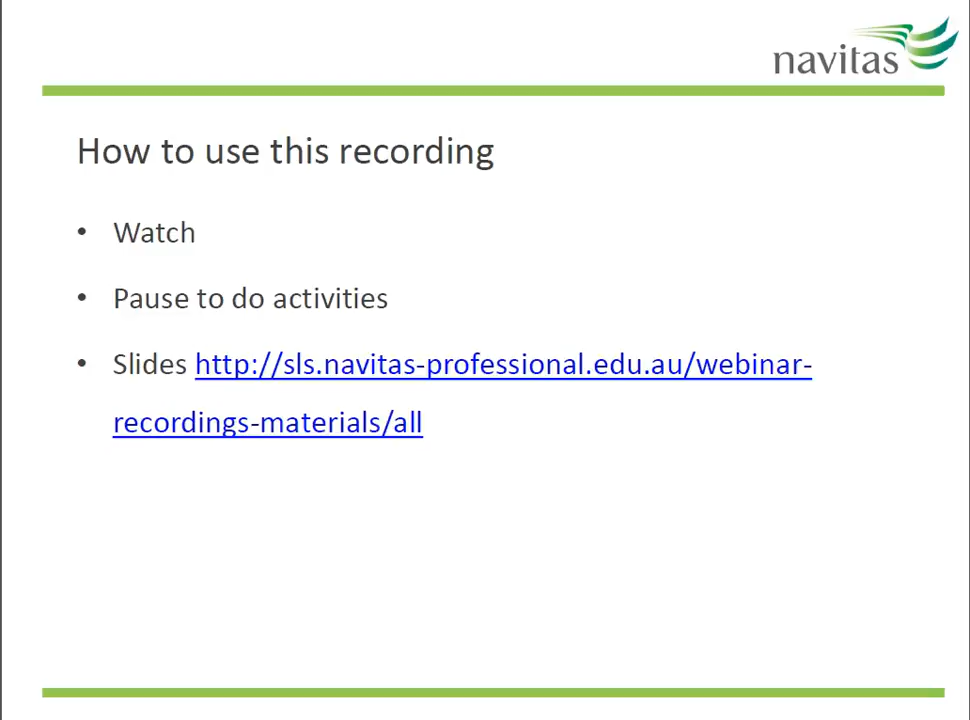 navitas
How to use this recording
• Watch
• Pause to do activities
• Slides http://sls.navitas-professional.edu.au/webinar-
recordings-materials/all